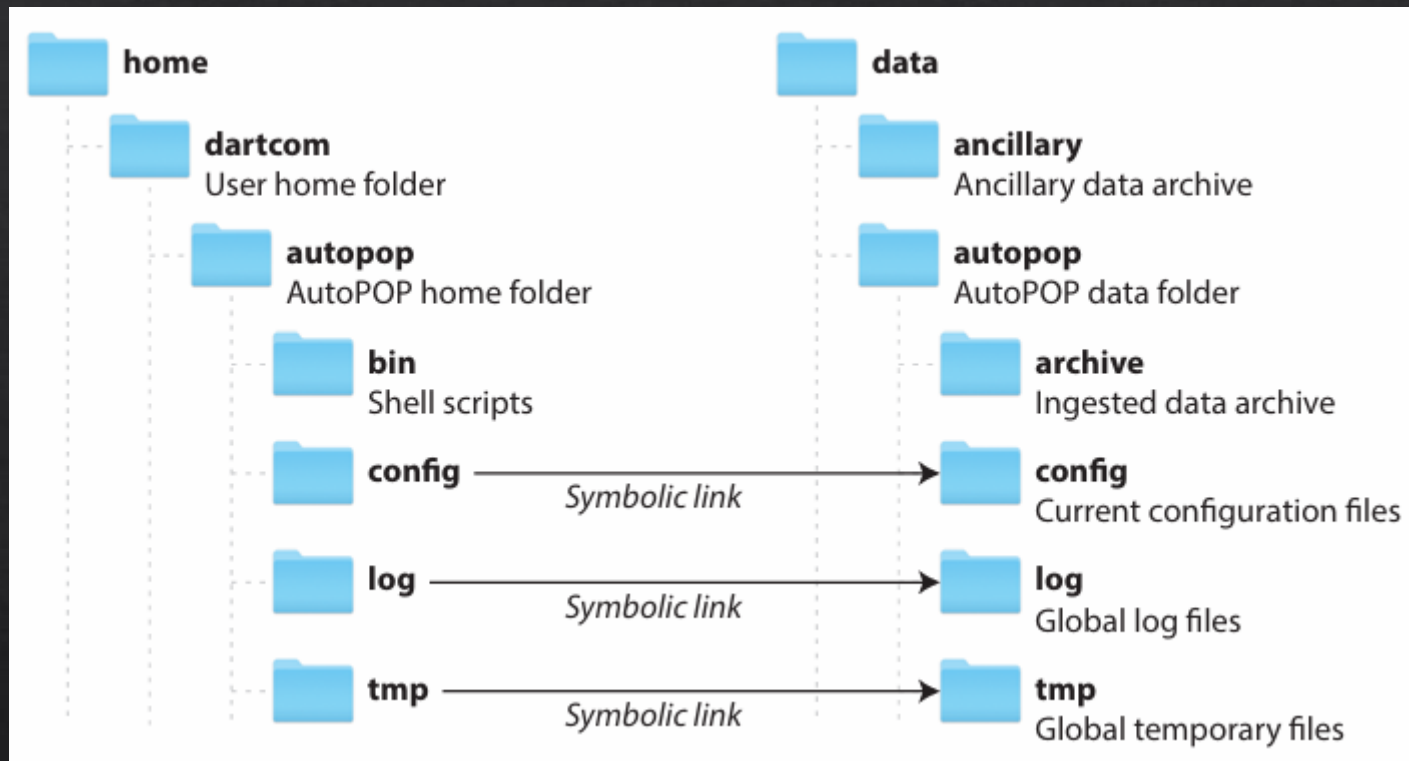 home
dartcom
User home folder
autopop
AutoPOP home folder
bin
Shell scripts
config
Symbolic link
log
Symbolic link
tmp
Symbolic link
data
ancillary
Ancillary data archive
autopop
AutoPOP data folder
archive
Ingested data archive
config
Current configuration files
log
Global log files
tmp
Global temporary files